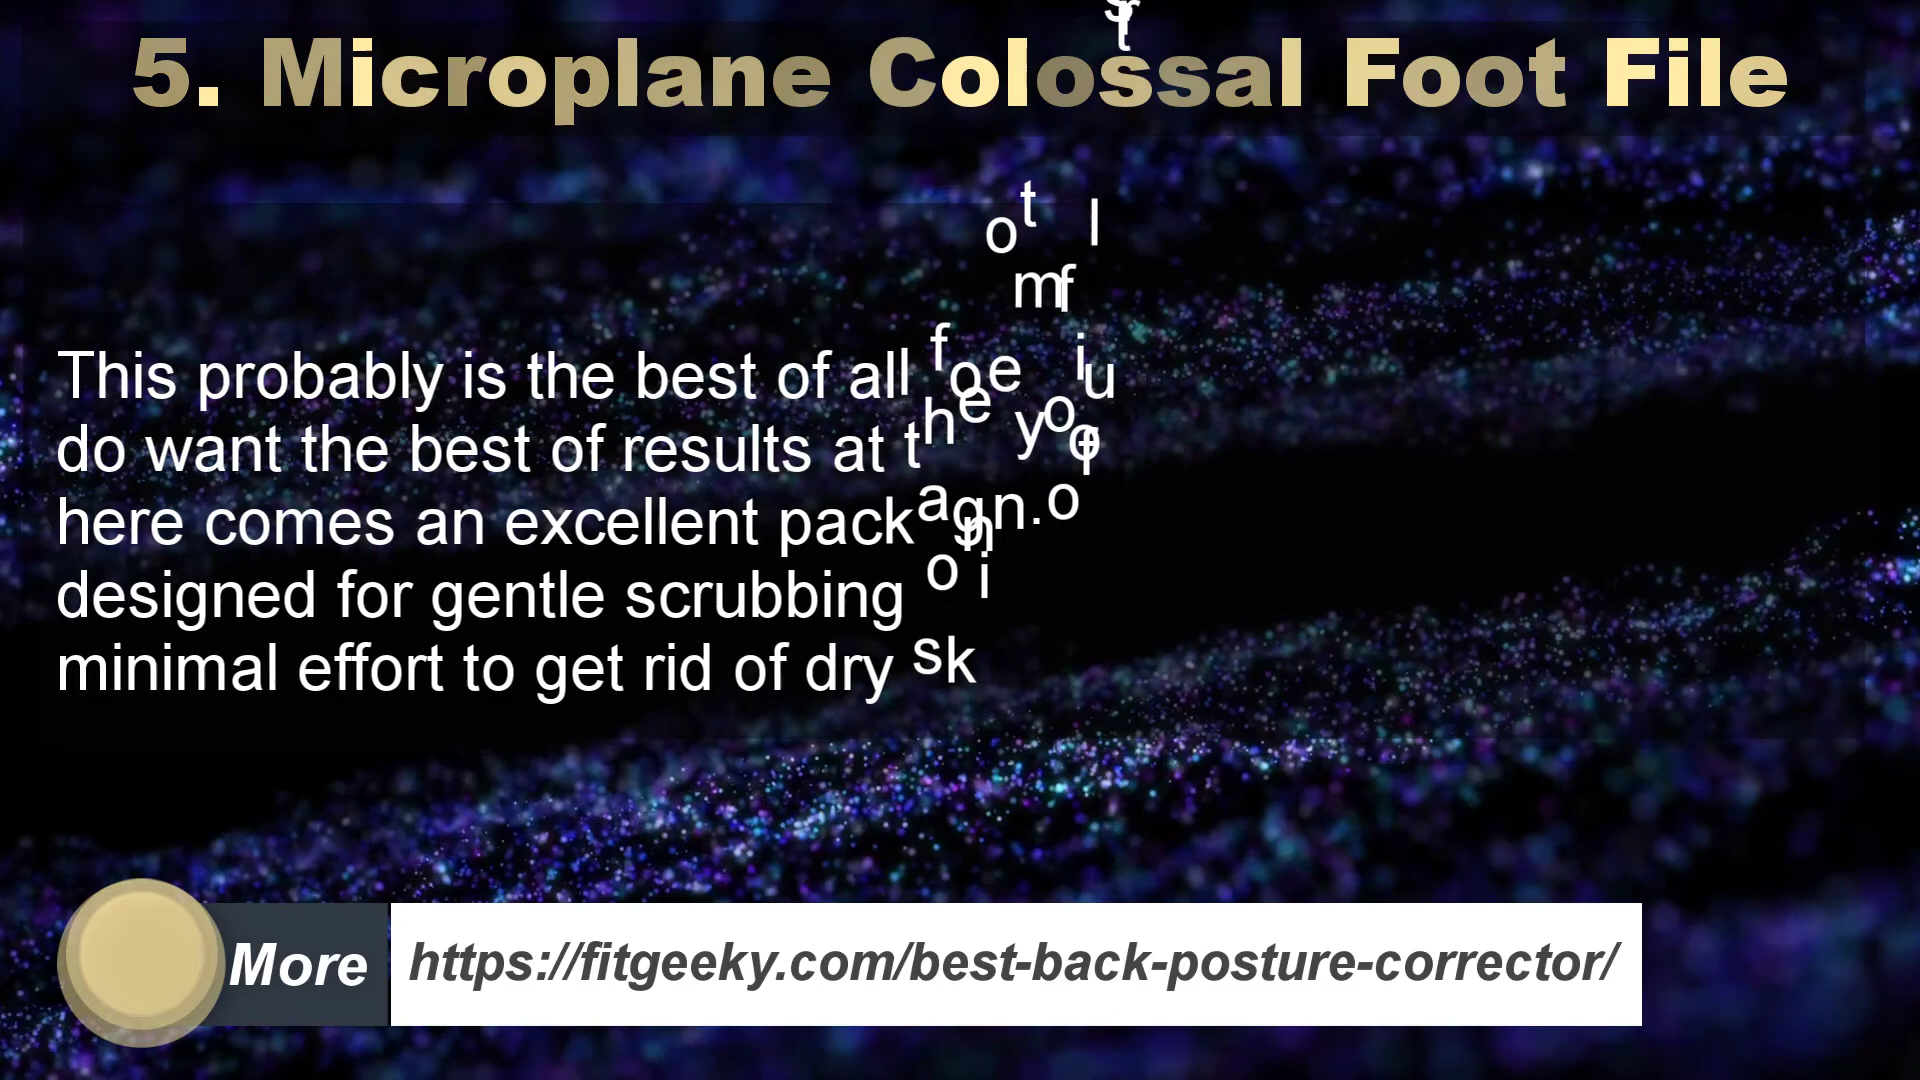 5. Microplane Colossal Foot File
This probably is the best of all
do want the best of results at
here comes an excellent pack
designed for gentle scrubbing
minimal effort to get rid of dry
More
https://fitgeeky.com/best-back-posture-corrector/